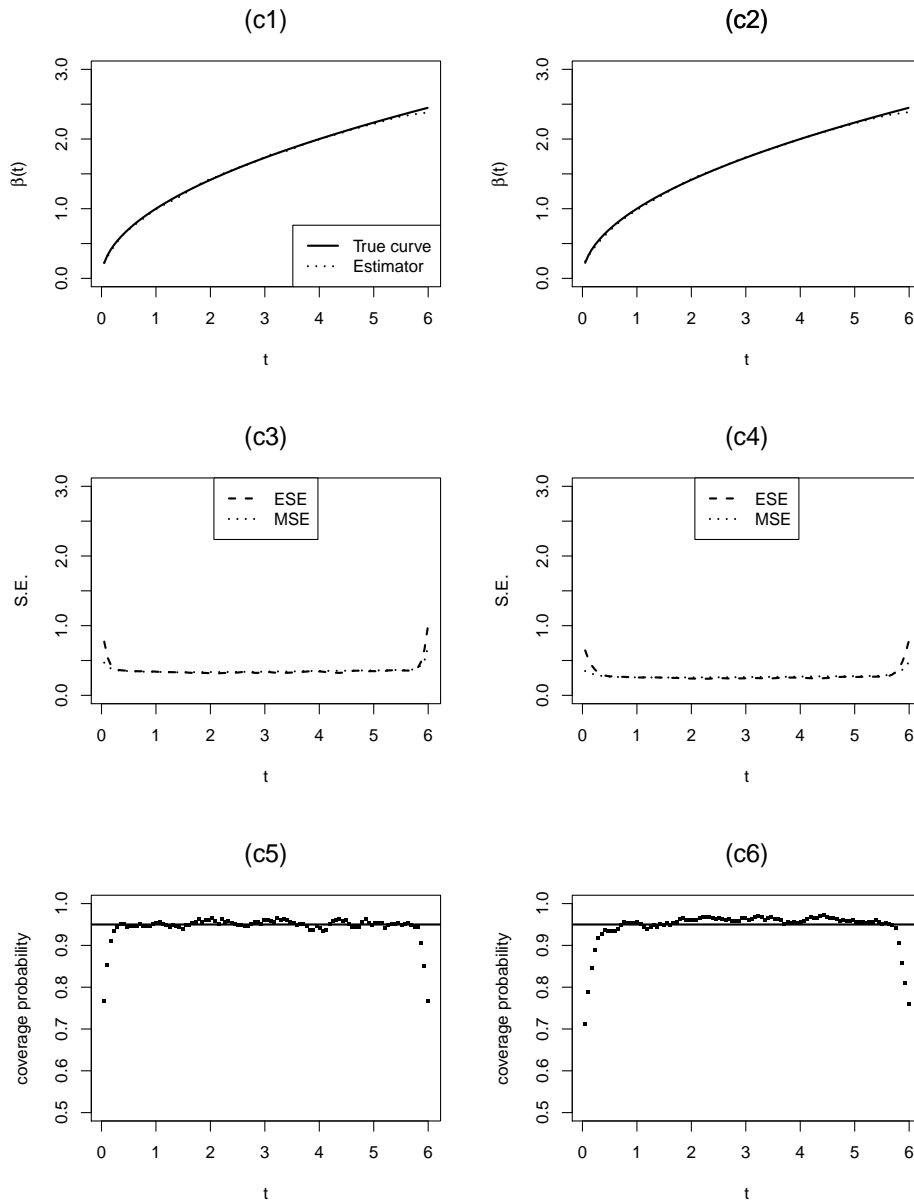 (c1)
β(t)
0.0 1.0 2.0 3.0
True curve
Estimator
0 1 2 3 4 5 6
t
(c2)
β(t)
0.0 1.0 2.0 3.0
0 1 2 3 4 5 6
t
(c3)
S.E.
0.0 1.0 2.0 3.0
ESE
MSE
0 1 2 3 4 5 6
t
(c4)
S.E.
0.0 1.0 2.0 3.0
ESE
MSE
0 1 2 3 4 5 6
t
(c5)
coverage probability
0.5 0.6 0.7 0.8 0.9 1.0
0 1 2 3 4 5 6
t
(c6)
coverage probability
0.5 0.6 0.7 0.8 0.9 1.0
0 1 2 3 4 5 6
t